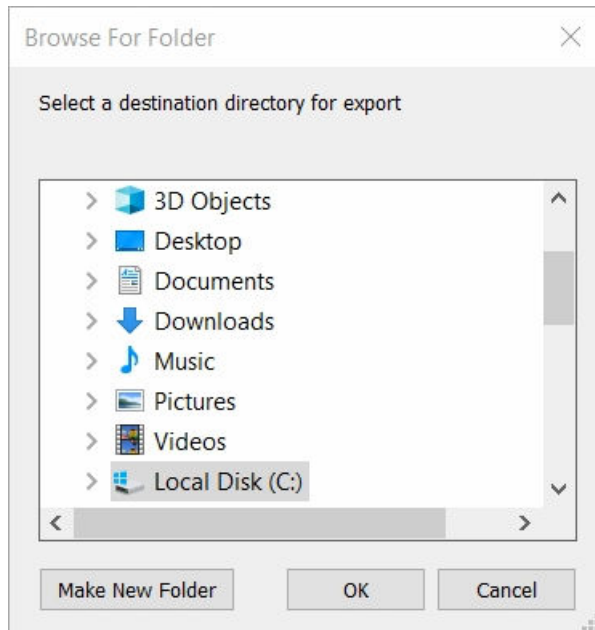 Browse For Folder
Select a destination directory for export
3D Objects
Desktop
Documents
Downloads
Music
Pictures
Videos
Local Disk (C:)
Make New Folder OK Cancel